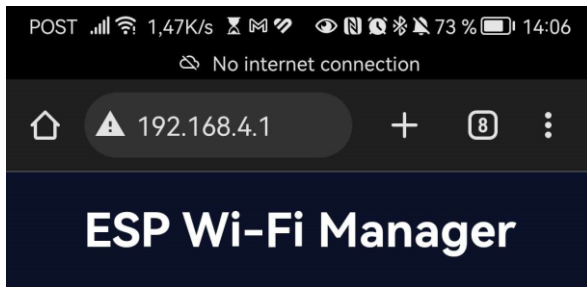 POST 1,47K/s 73 % 14:06
No internet connection
192.168.4.1 8
ESP Wi-Fi Manager